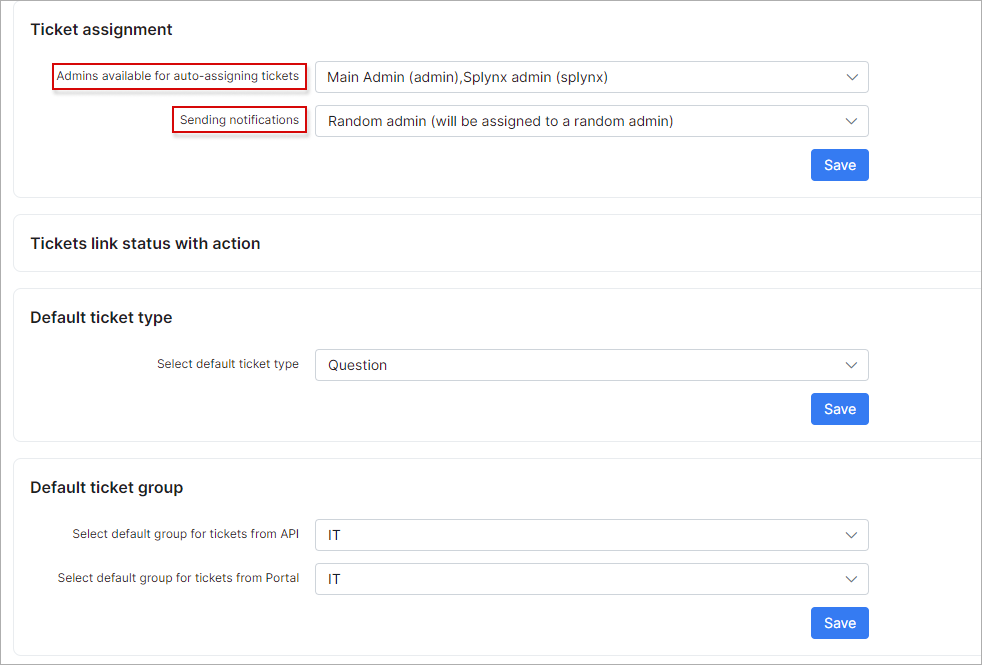 Ticket assignment
Admins available for auto-assigning tickets
Main Admin (admin),Splynx admin (splynx)
Sending notifications
Random admin (will be assigned to a random admin)
Save
Tickets link status with action
Default ticket type
Select default ticket type
Question
Save
Default ticket group
Select default group for tickets from API
IT
Select default group for tickets from Portal
IT
Save